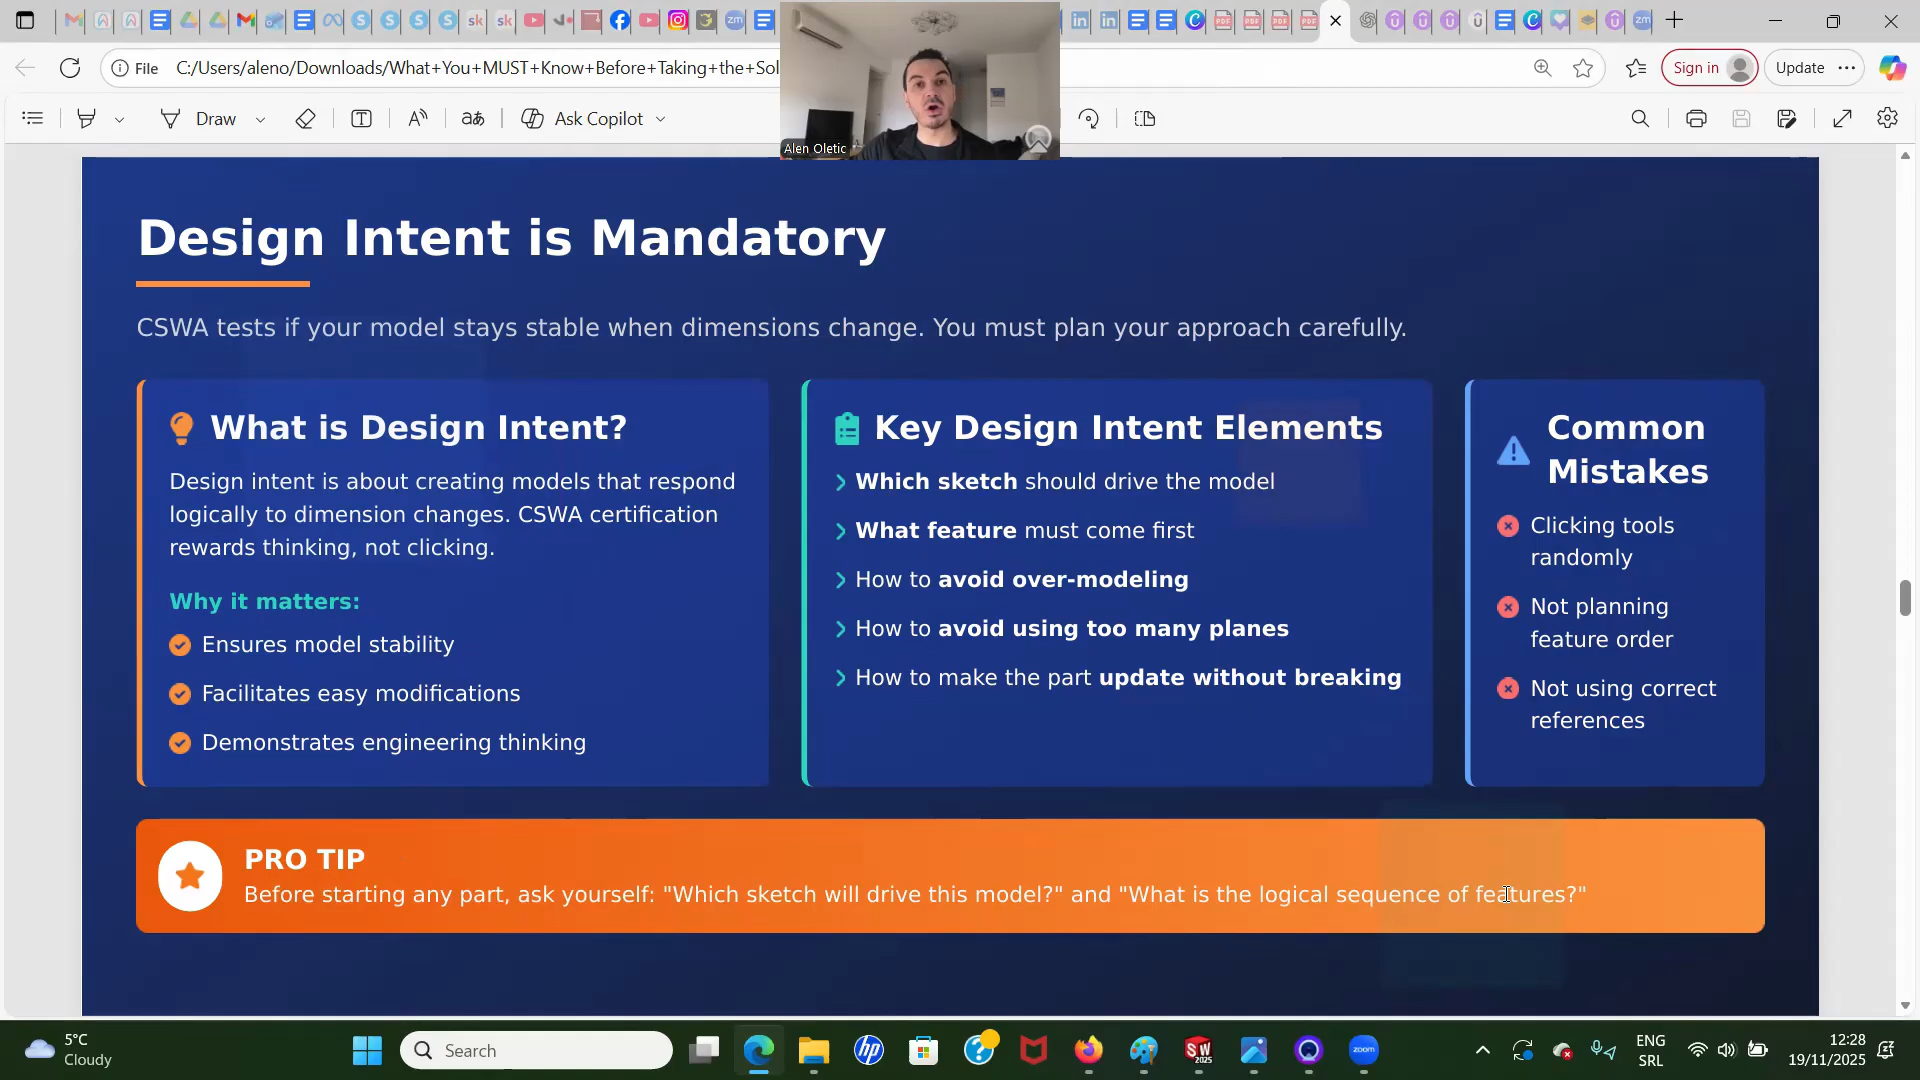 File
C:/Users/aleno/Downloads/What+You+MUST+Know+Before+Taking+the+Sol
Sign in
Update
Draw
Ask Copilot
Alen Oletic
Design Intent is Mandatory
CSWA tests if your model stays stable when dimensions change. You must plan your approach carefully.
What is Design Intent?
Design intent is about creating models that respond
logically to dimension changes. CSWA certification
rewards thinking, not clicking.
Why it matters:
Ensures model stability
Facilitates easy modifications
Demonstrates engineering thinking
Key Design Intent Elements
Which sketch should drive the model
What feature must come first
How to avoid over-modeling
How to avoid using too many planes
How to make the part update without breaking
Common
Mistakes
Clicking tools
randomly
Not planning
feature order
Not using correct
references
PRO TIP
Before starting any part, ask yourself: "Which sketch will drive this model?" and "What is the logical sequence of features?"
5°C
Cloudy
Search
ENG
SRL
12:28
19/11/2025